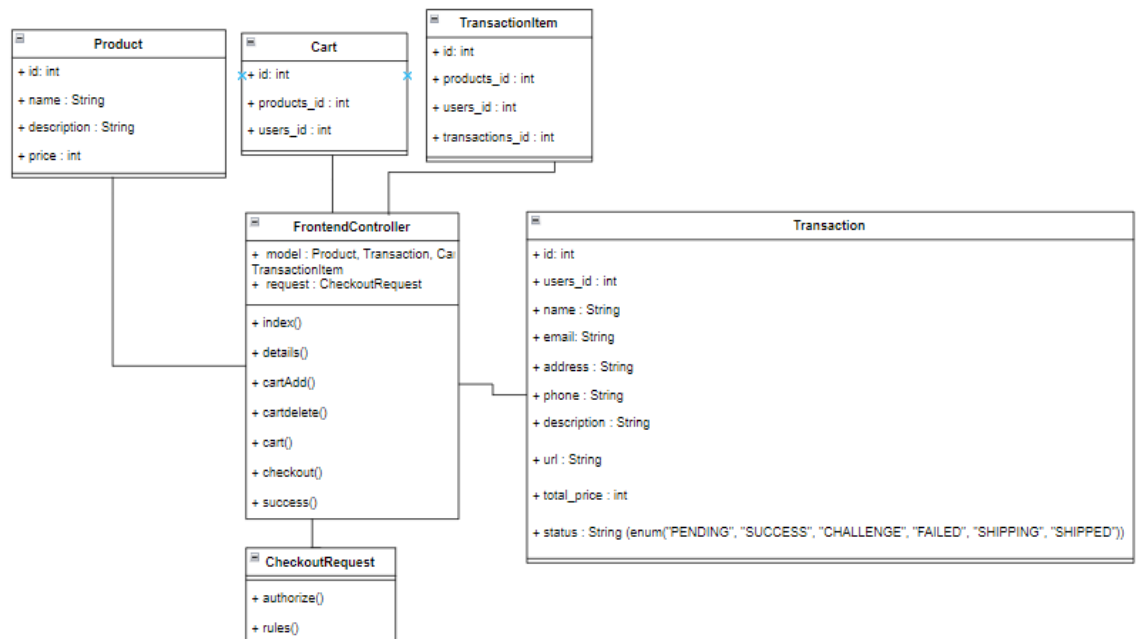 Product
+ id: int
+ name : String
+ description : String
+ price : int
Cart
+ id: int
+ products_id : int
+ users_id : int
TransactionItem
+ id: int
+ products_id : int
+ users_id : int
+ transactions_id : int
FrontendController
+ model : Product, Transaction, Ca
TransactionItem
+ request : CheckoutRequest
+ index()
+ details()
+ cartAdd()
+ cartdelete()
+ cart()
+ checkout()
+ success()
Transaction
+ id: int
+ users_id : int
+ name : String
+ email: String
+ address : String
+ phone : String
+ description : String
+ url : String
+ total_price : int
+ status : String (enum("PENDING", "SUCCESS", "CHALLENGE", "FAILED", "SHIPPING", "SHIPPED"))
CheckoutRequest
+ authorize()
+ rules()